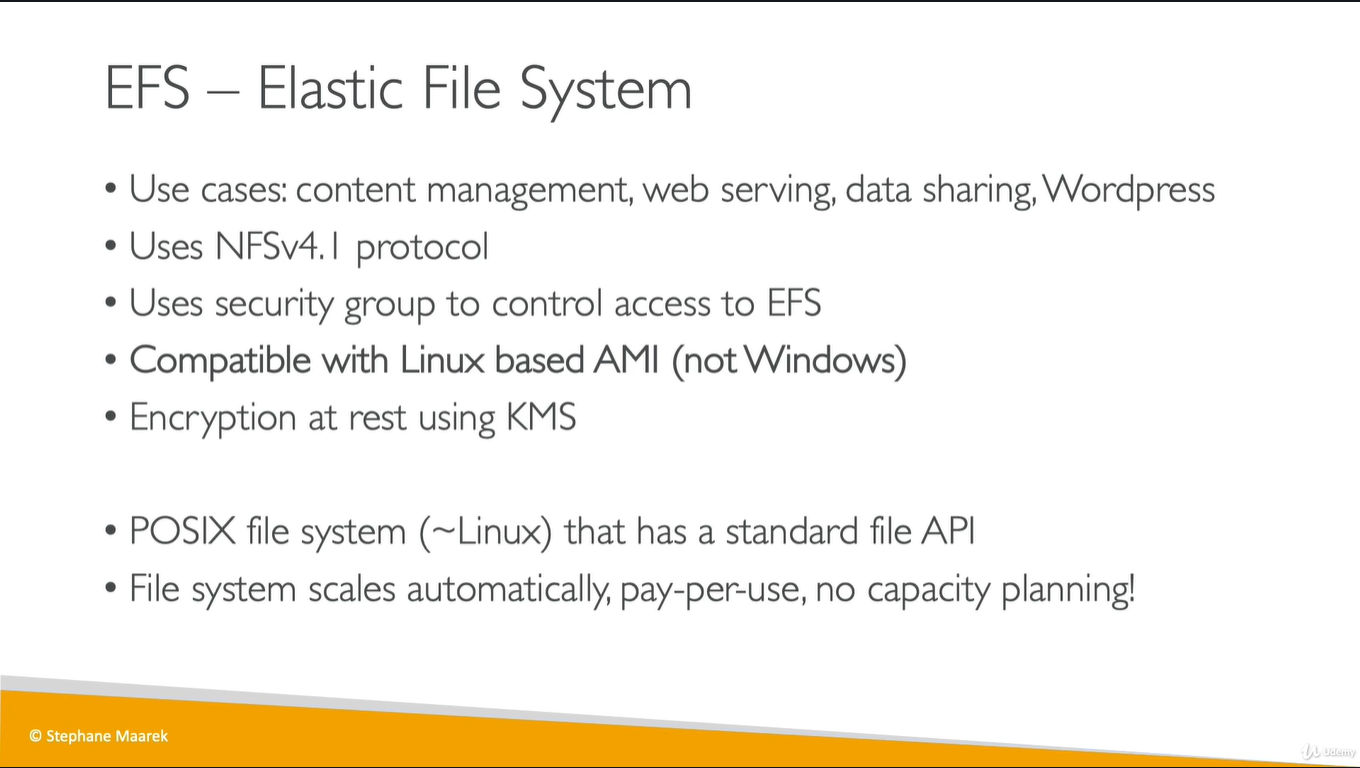 EFS – Elastic File System
• Use cases: content management, web serving, data sharing, Wordpress
• Uses NFSv4.1 protocol
• Uses security group to control access to EFS
• Compatible with Linux based AMI (not Windows)
• Encryption at rest using KMS
• POSIX file system (~Linux) that has a standard file API
• File system scales automatically, pay-per-use, no capacity planning!
© Stephane Maarek
Udemy